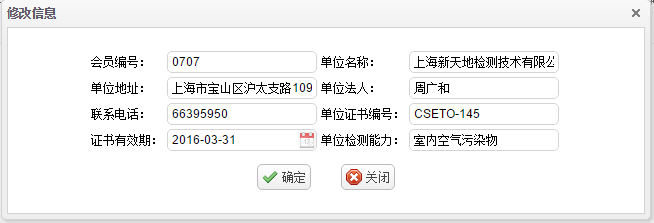 修改信息
会员编号： 0707 单位名称： 上海新天地检测技术有限公
单位地址： 上海市宝山区沪太支路109 单位法人： 周广和
联系电话： 66395950 单位证书编号： CSETO-145
证书有效期： 2016-03-31 单位检测能力： 室内空气污染物
确定 关闭